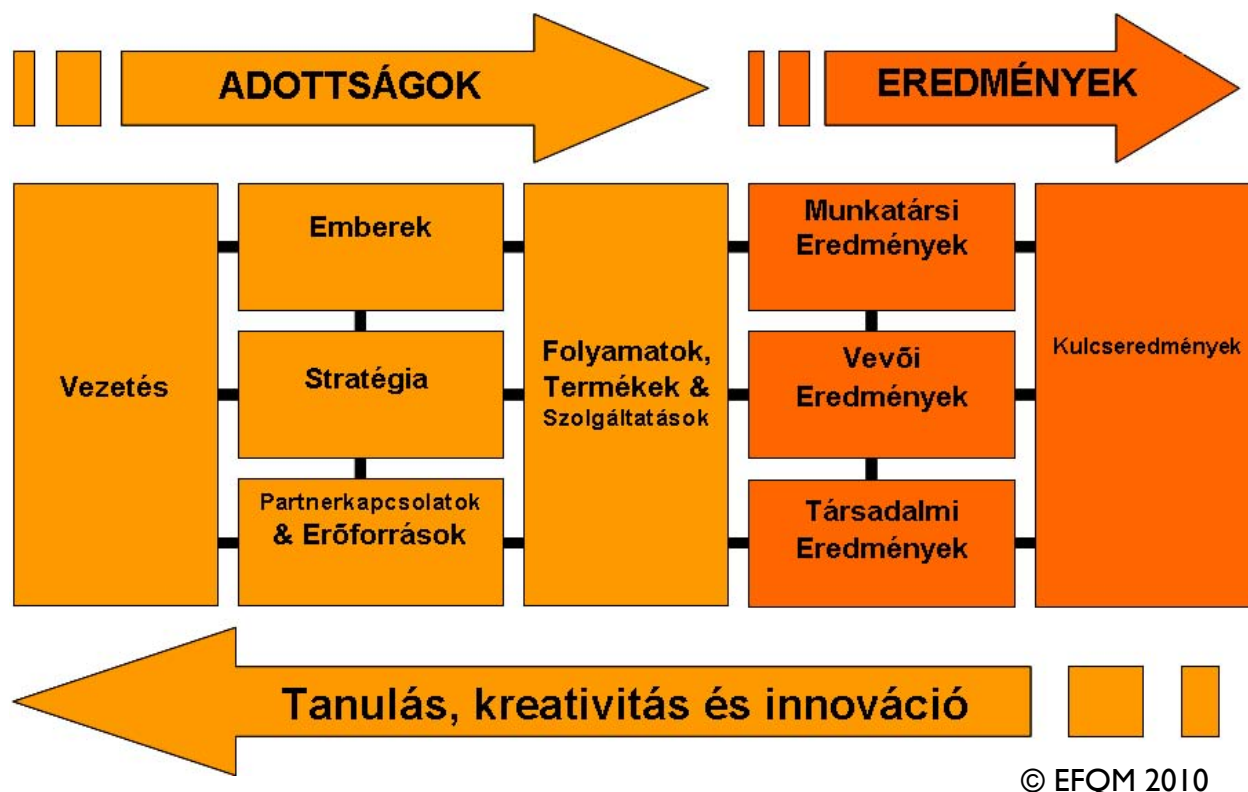 ADOTTSÁGOK
EREDMÉNYEK
Vezetés
Emberek
Stratégia
Partnerkapcsolatok
& Erőforrások
Folyamatok,
Termékek &
Szolgáltatások
Munkatársi
Eredmények
Vevői
Eredmények
Társadalmi
Eredmények
Kulcseredmények
Tanulás, kreativitás és innováció
© EFQM 2010